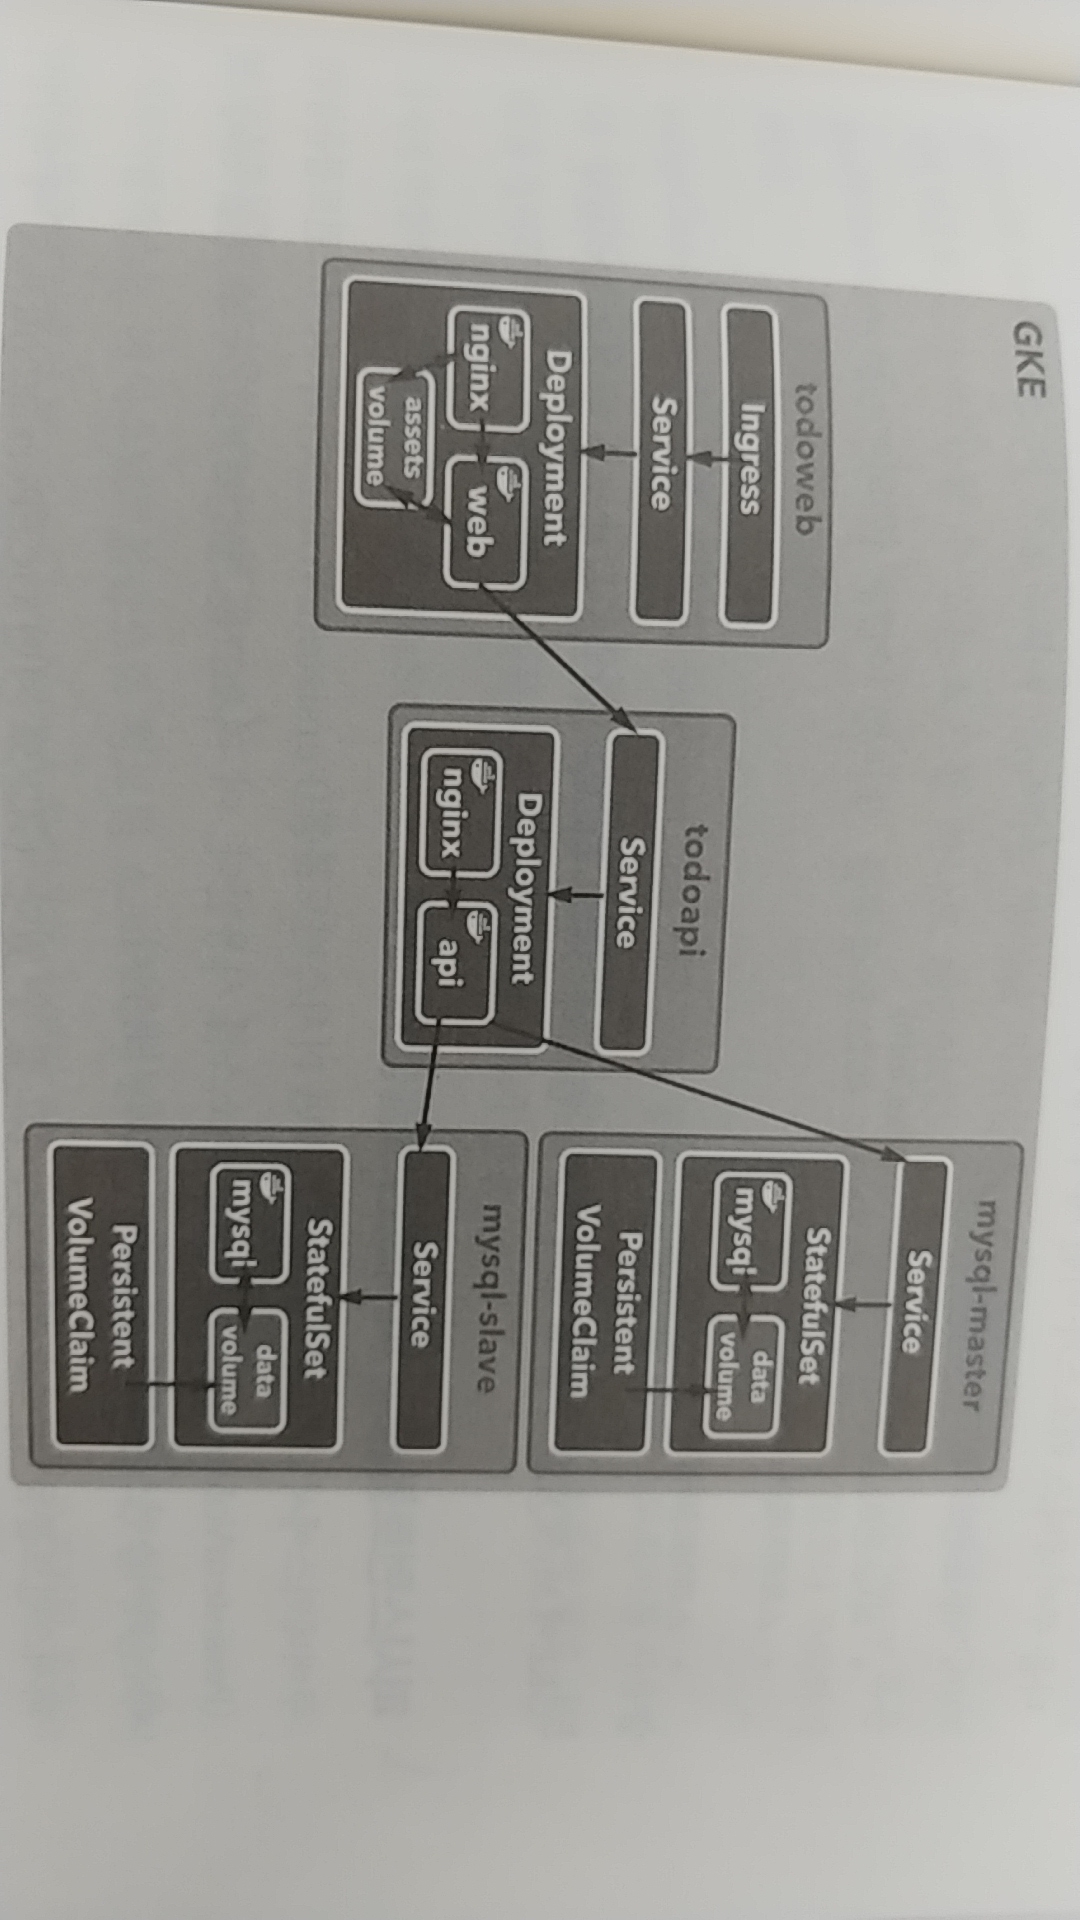 GKE
todoweb
Ingress
Service
Deployment
nginx
web
assets
volume
todoapi
Service
Deployment
nginx
api
mysql-master
Service
StatefulSet
mysql
data
volume
Persistent
VolumeClaim
mysql-slave
Service
StatefulSet
mysql
data
volume
Persistent
VolumeClaim